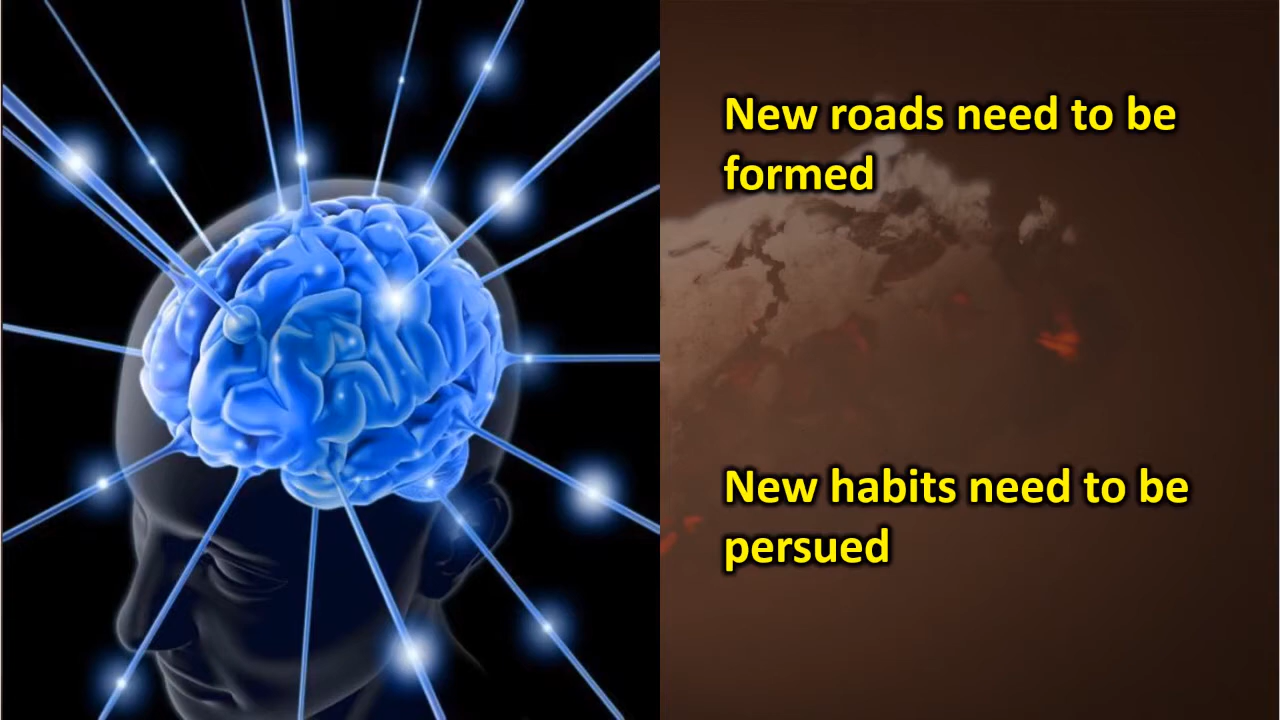 New roads need to be
formed
New habits need to be
persued